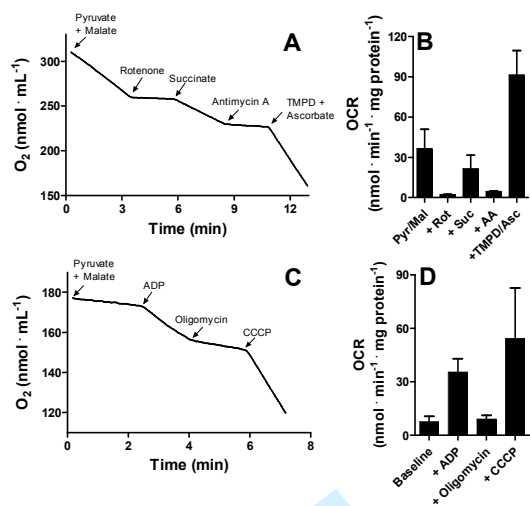 A
Pyruvate
+ Malate
Rotenone
Succinate
Antimycin A
TMPD +
Ascorbate
O₂ (nmol · mL⁻¹)
300
250
200
150
0 3 6 9 12
Time (min)
B
OCR
(nmol · min⁻¹ · mg protein⁻¹)
120
90
60
30
0
Pyr/Mal
+ Rot
+ Suc
+ AA
+TMPD/Asc
C
Pyruvate
+ Malate
ADP
Oligomycin
CCCP
O₂ (nmol · mL⁻¹)
180
160
140
120
0 2 4 6 8
Time (min)
D
OCR
(nmol · min⁻¹ · mg protein⁻¹)
90
60
30
0
Baseline
+ ADP
+ Oligomycin
+ CCCP